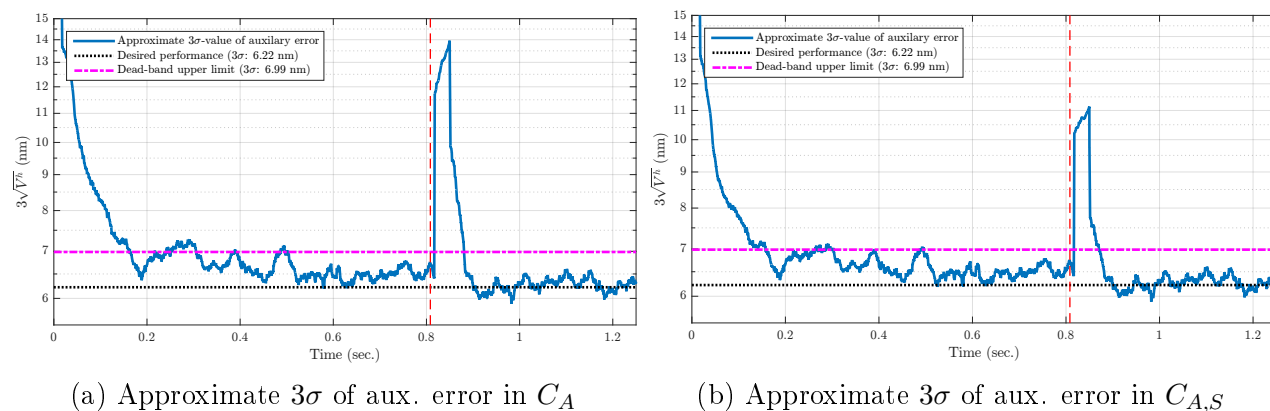 15
14
13
12
11
10
9
8
7
6
3√Vʰ (nm)
Approximate 3σ-value of auxilary error
Desired performance (3σ: 6.22 nm)
Dead-band upper limit (3σ: 6.99 nm)
0 0.2 0.4 0.6 0.8 1 1.2
Time (sec.)
(a) Approximate 3σ of aux. error in C_A
15
14
13
12
11
10
9
8
7
6
3√Vʰ (nm)
Approximate 3σ-value of auxilary error
Desired performance (3σ: 6.22 nm)
Dead-band upper limit (3σ: 6.99 nm)
0 0.2 0.4 0.6 0.8 1 1.2
Time (sec.)
(b) Approximate 3σ of aux. error in C_{A,S}